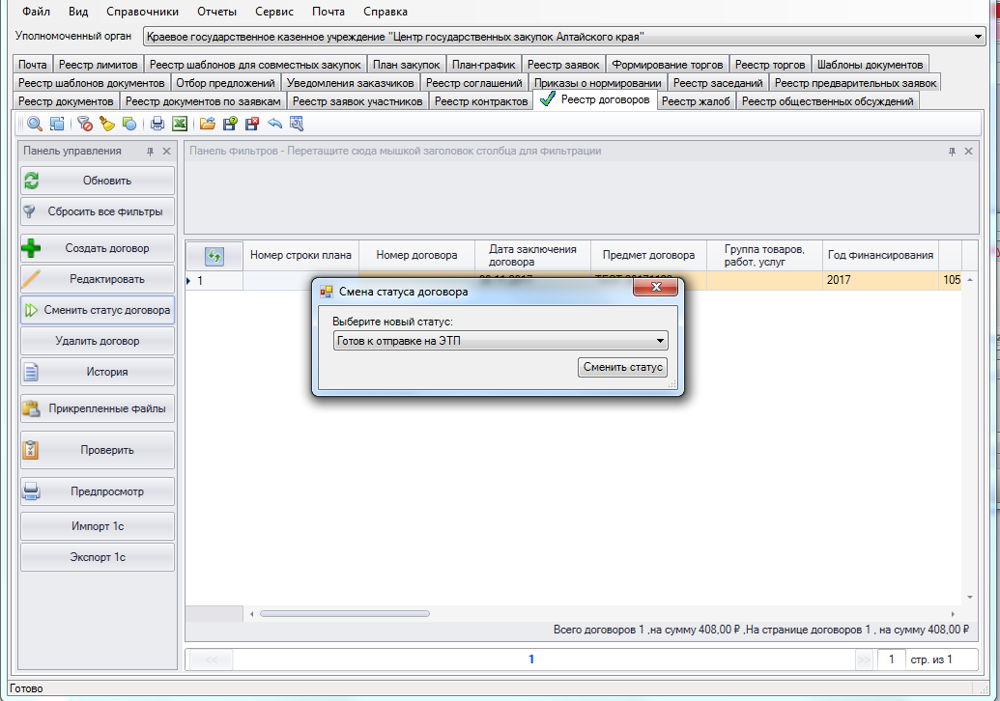 Файл Вид Справочники Отчеты Сервис Почта Справка
Уполномоченный орган Краевое государственное казенное учреждение "Центр государственных закупок Алтайского края"
Почта Реестр лимитов Реестр шаблонов для совместных закупок План закупок План-график Реестр заявок Формирование торгов Реестр торгов Шаблоны документов
Реестр шаблонов документов Отбор предложений Уведомления заказчиков Реестр соглашений Приказы о нормировании Реестр заседаний Реестр предварительных заявок
Реестр документов Реестр документов по заявкам Реестр заявок участников Реестр контрактов Реестр договоров Реестр жалоб Реестр общественных обсуждений
Панель управления
Панель Фильтров - Перетащите сюда мышкой заголовок столбца для Фильтрации
Обновить
Сбросить все фильтры
Создать договор
Редактировать
Сменить статус договора
Удалить договор
История
Прикрепленные файлы
Проверить
Предпросмотр
Импорт 1с
Экспорт 1с
Номер строки плана Номер договора Дата заключения договора Предмет договора Группа товаров, работ, услуг Год финансирования
1 2017 105
Смена статуса договора
Выберите новый статус:
Готов к отправке на ЭТП
Сменить статус
Всего договоров 1 ,на сумму 408,00 ₽ ,На странице договоров 1 , на сумму 408,00 ₽
<< 1 >> 1 стр. из 1
Готово